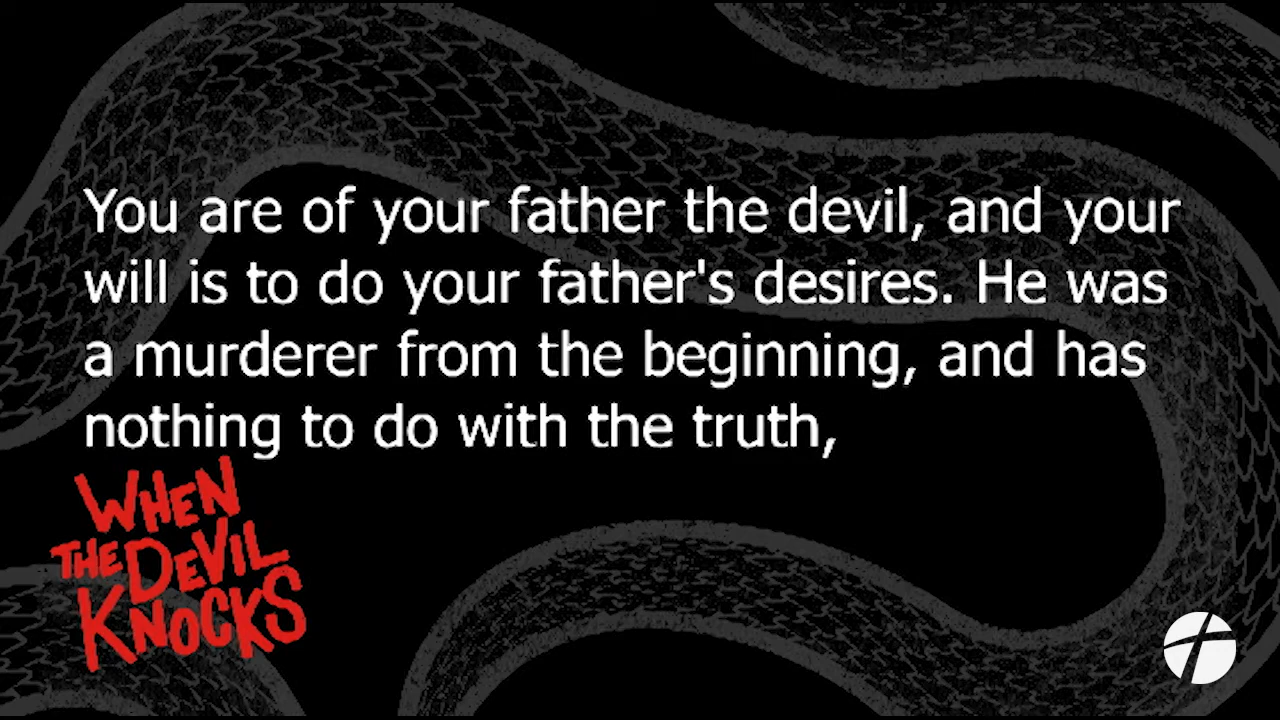 You are of your father the devil, and your
will is to do your father's desires. He was
a murderer from the beginning, and has
nothing to do with the truth,
WHEN
THE DEVIL
KNOCKS